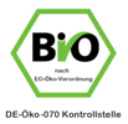 Bio
nach
EG-Öko-Verordnung
DE-Öko-070 Kontrollstelle